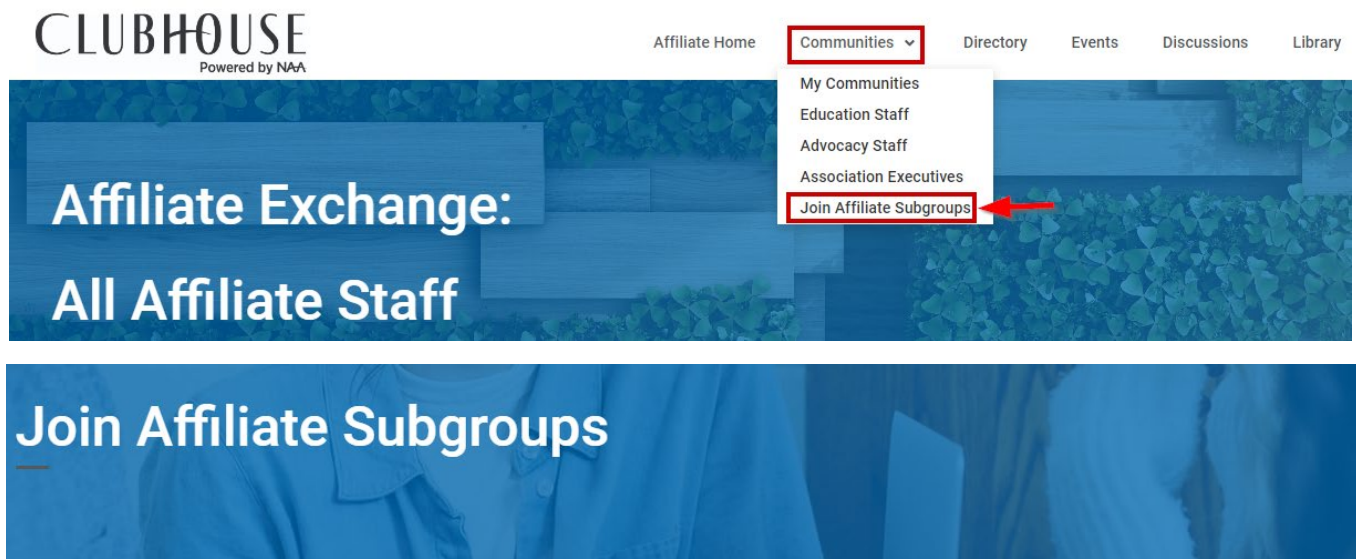 CLUBHOUSE
Powered by NAA
Affiliate Home Communities Directory Events Discussions Library
My Communities
Education Staff
Advocacy Staff
Association Executives
Join Affiliate Subgroups
Affiliate Exchange:
All Affiliate Staff
Join Affiliate Subgroups